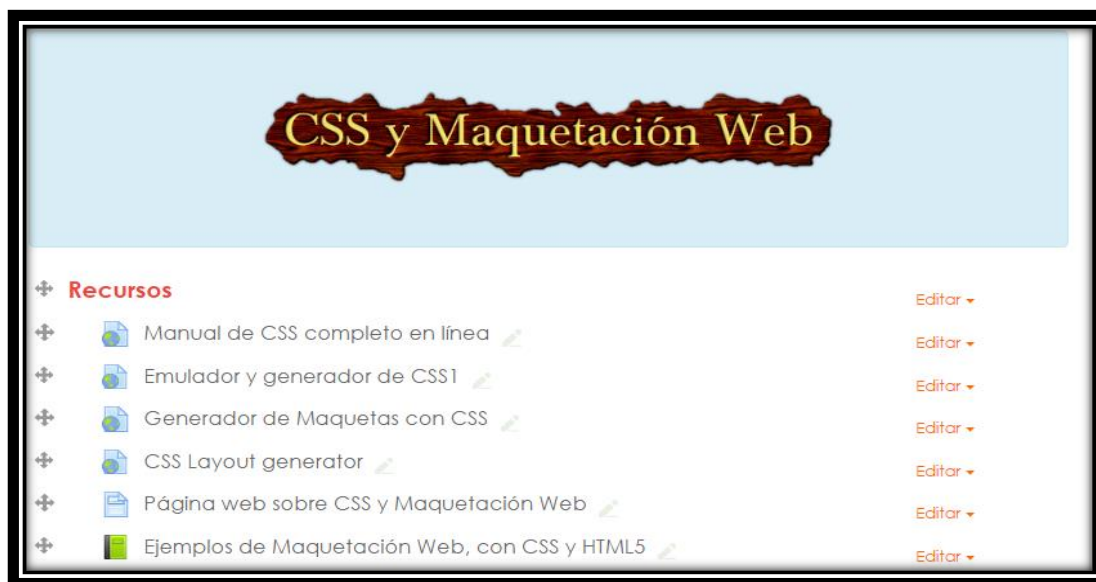 CSS y Maquetación Web
Recursos Editar
Manual de CSS completo en línea Editar
Emulador y generador de CSS1 Editar
Generador de Maquetas con CSS Editar
CSS Layout generator Editar
Página web sobre CSS y Maquetación Web Editar
Ejemplos de Maquetación Web, con CSS y HTML5 Editar